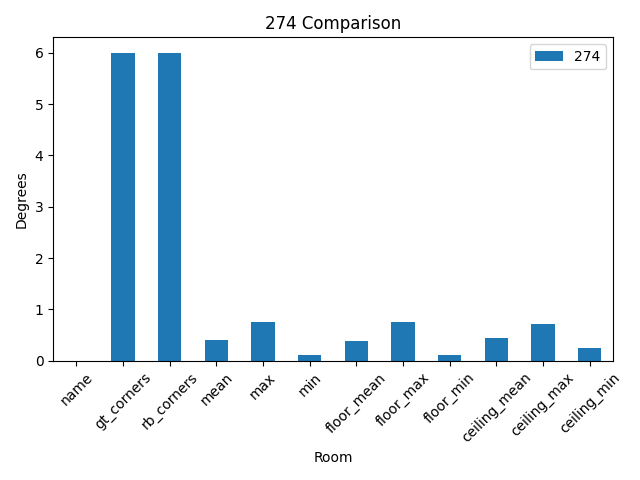 274 Comparison
274
Degrees
6
5
4
3
2
1
0
name
gt_corners
rb_corners
mean
max
min
floor_mean
floor_max
floor_min
ceiling_mean
ceiling_max
ceiling_min
Room